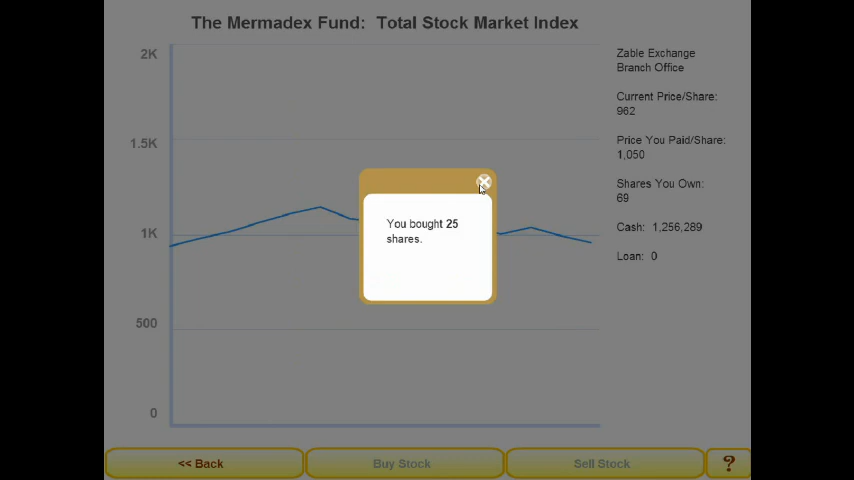 The Mermadex Fund: Total Stock Market Index
2K
1.5K
1K
500
0
You bought 25
shares.
Zable Exchange
Branch Office
Current Price/Share:
962
Price You Paid/Share:
1,050
Shares You Own:
69
Cash: 1,256,289
Loan: 0
<< Back
Buy Stock
Sell Stock
?